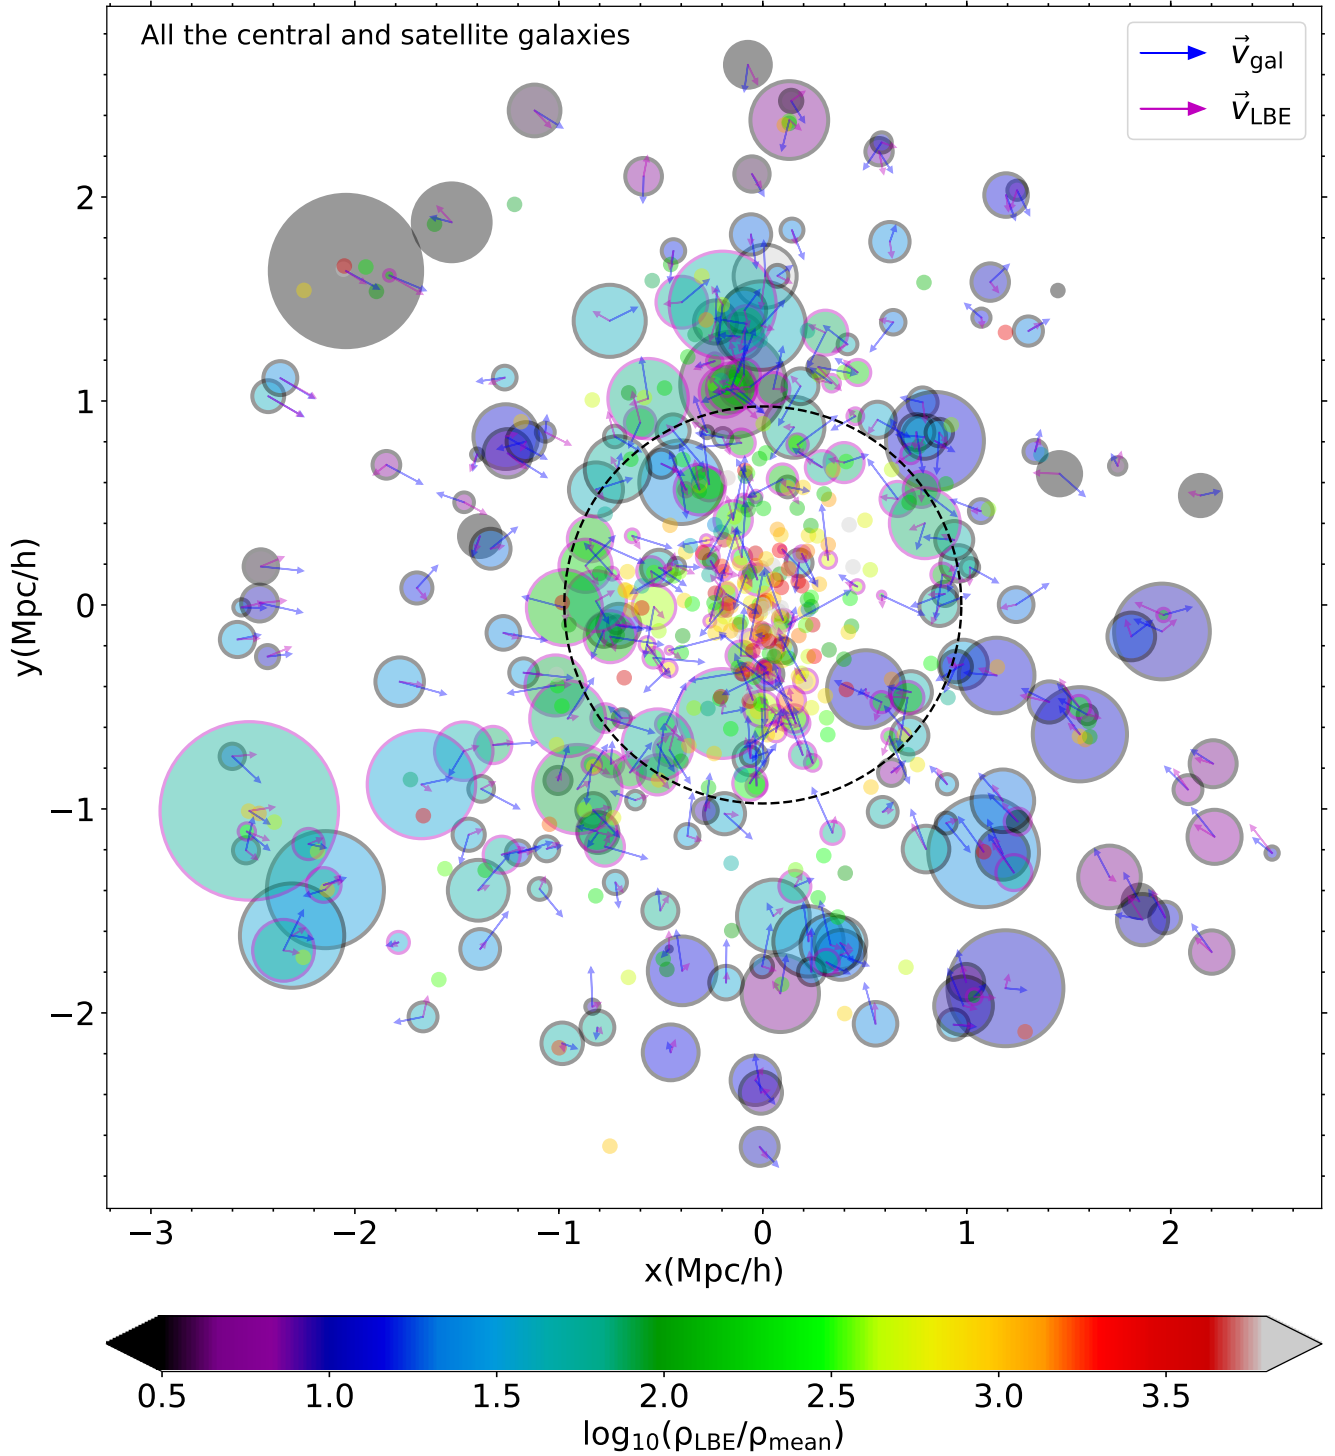 All the central and satellite galaxies
v⃗gal
v⃗LBE
y(Mpc/h)
2
1
0
−1
−2
−3 −2 −1 0 1 2
x(Mpc/h)
0.5 1.0 1.5 2.0 2.5 3.0 3.5
log10(ρLBE/ρmean)